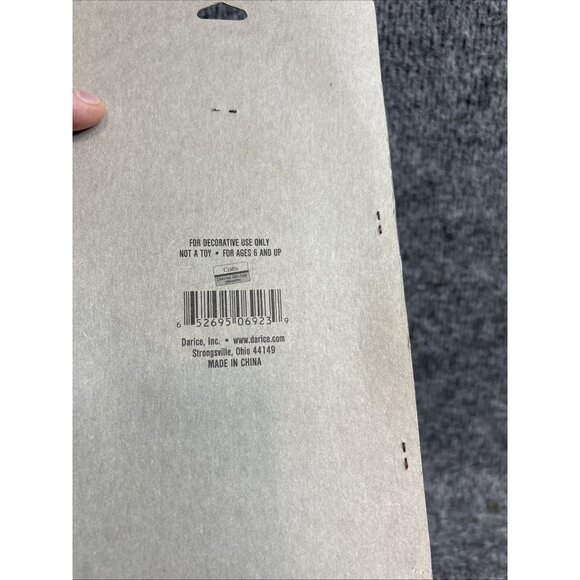 FOR DECORATIVE USE ONLY
NOT A TOY • FOR AGES 6 AND UP
Crafts
6 52695 06923 9
Darice, Inc. • www.darice.com
Strongsville, Ohio 44149
MADE IN CHINA